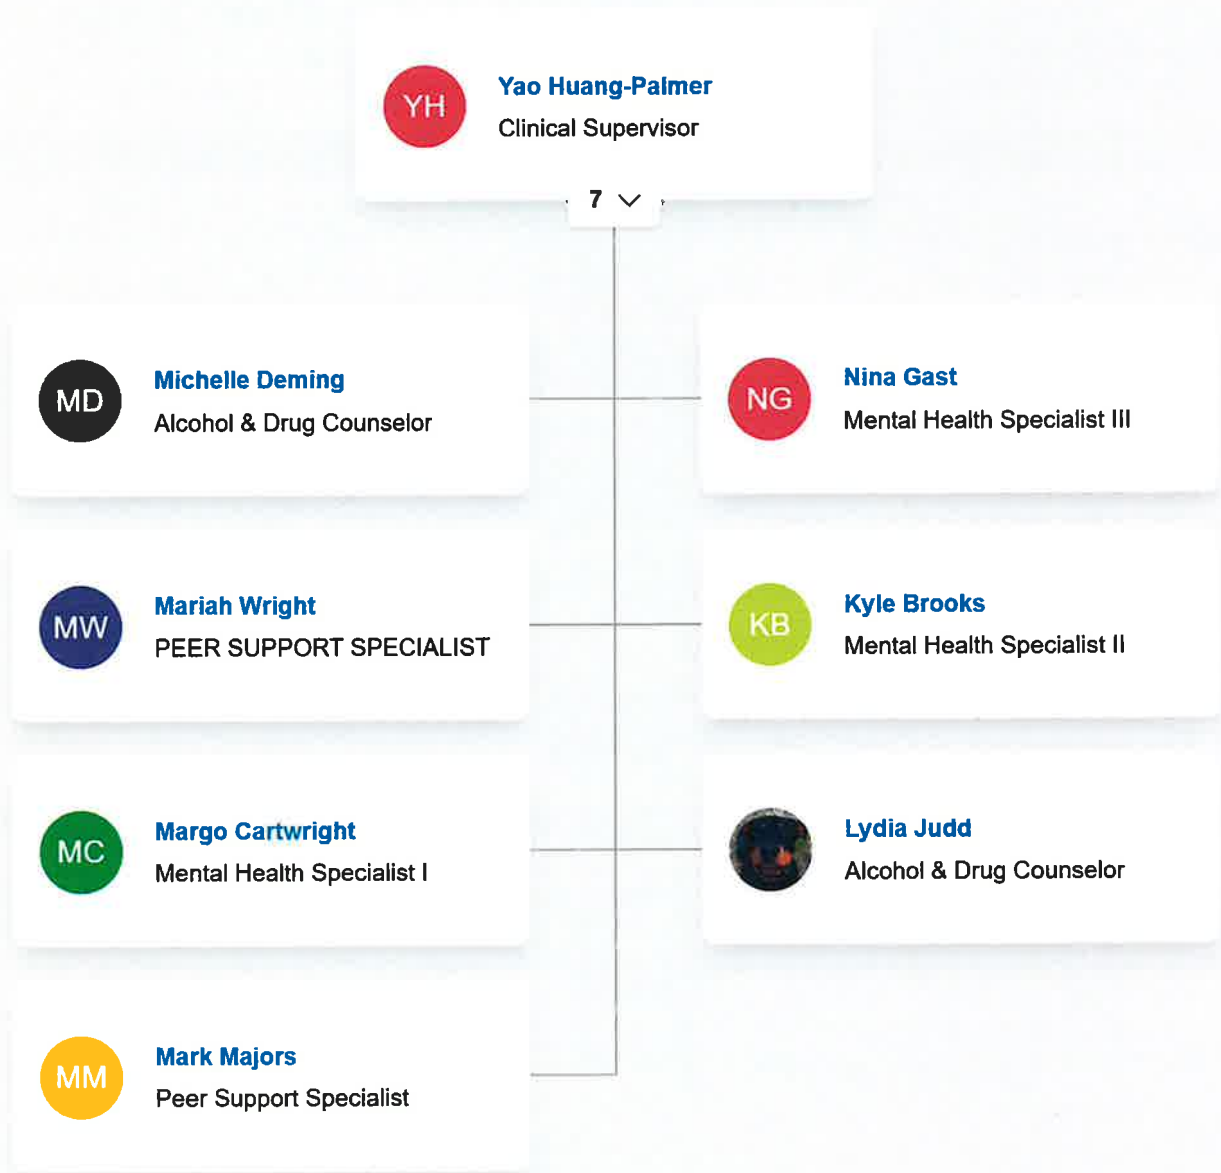 YH
Yao Huang-Palmer
Clinical Supervisor
7
MD
Michelle Deming
Alcohol & Drug Counselor
NG
Nina Gast
Mental Health Specialist III
MW
Mariah Wright
PEER SUPPORT SPECIALIST
KB
Kyle Brooks
Mental Health Specialist II
MC
Margo Cartwright
Mental Health Specialist I
Lydia Judd
Alcohol & Drug Counselor
MM
Mark Majors
Peer Support Specialist